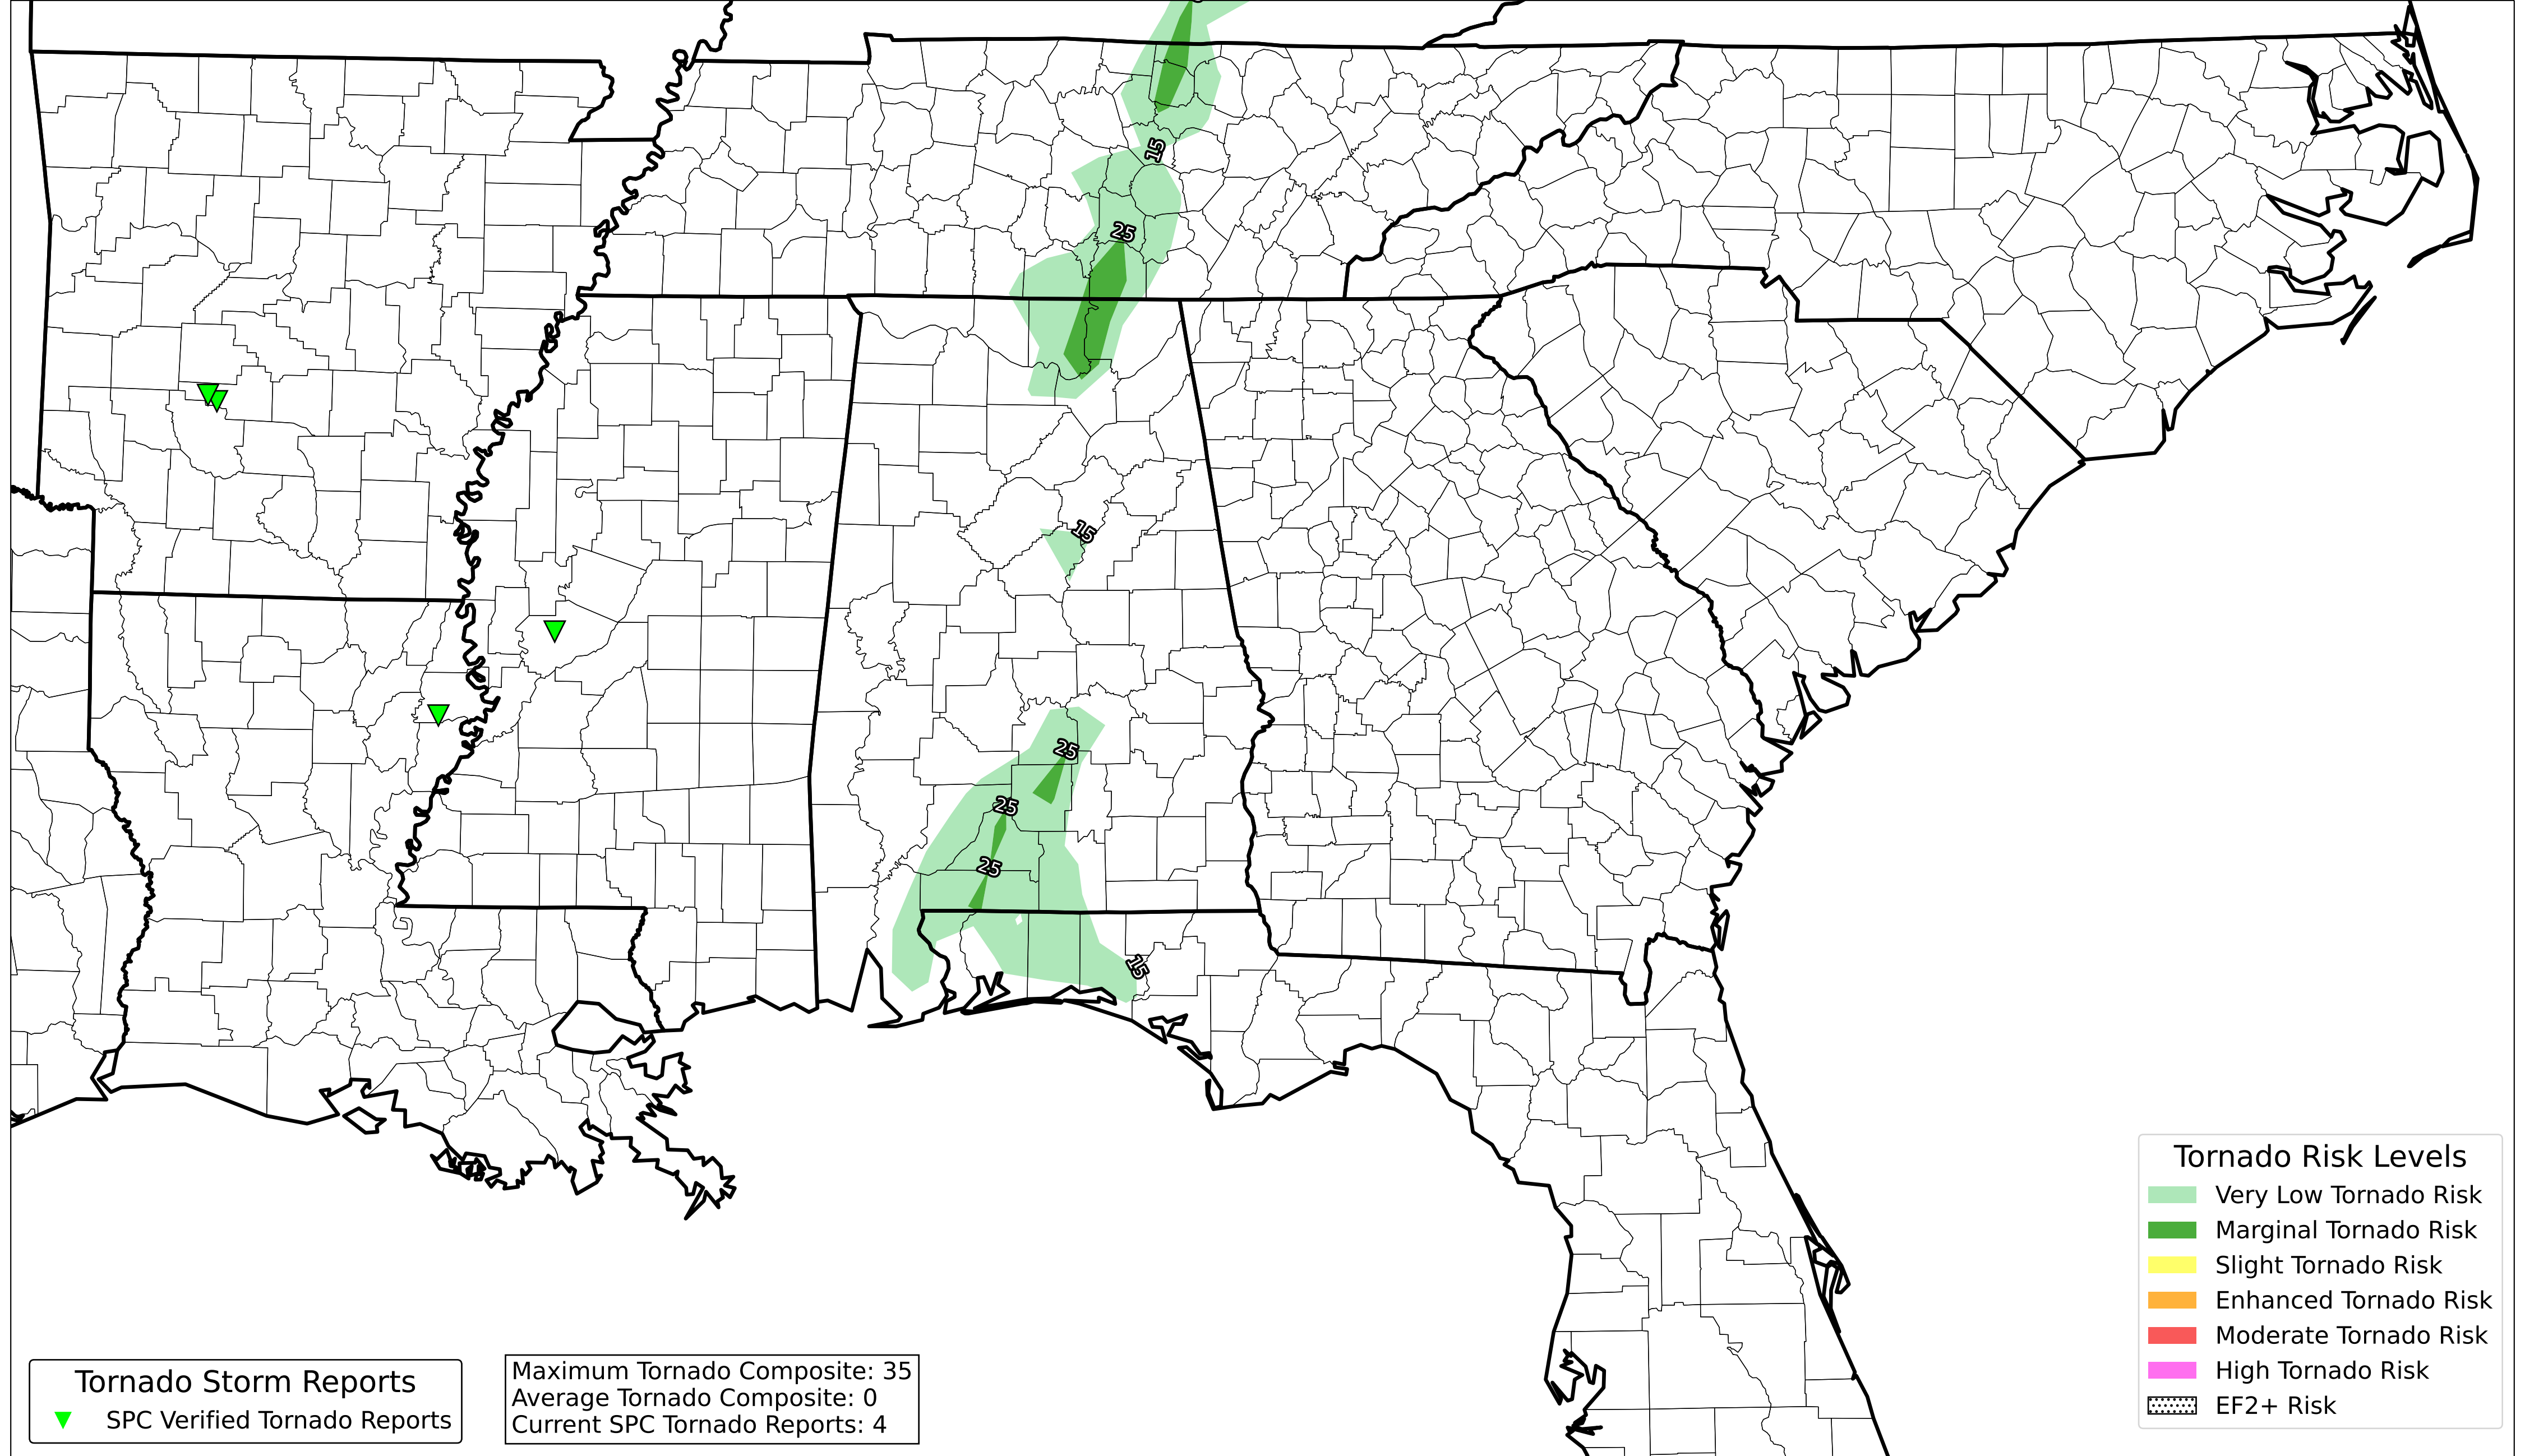 15
25
15
25
25
25
15
Tornado Risk Levels
Very Low Tornado Risk
Marginal Tornado Risk
Slight Tornado Risk
Enhanced Tornado Risk
Moderate Tornado Risk
High Tornado Risk
EF2+ Risk
Tornado Storm Reports
SPC Verified Tornado Reports
Maximum Tornado Composite: 35
Average Tornado Composite: 0
Current SPC Tornado Reports: 4